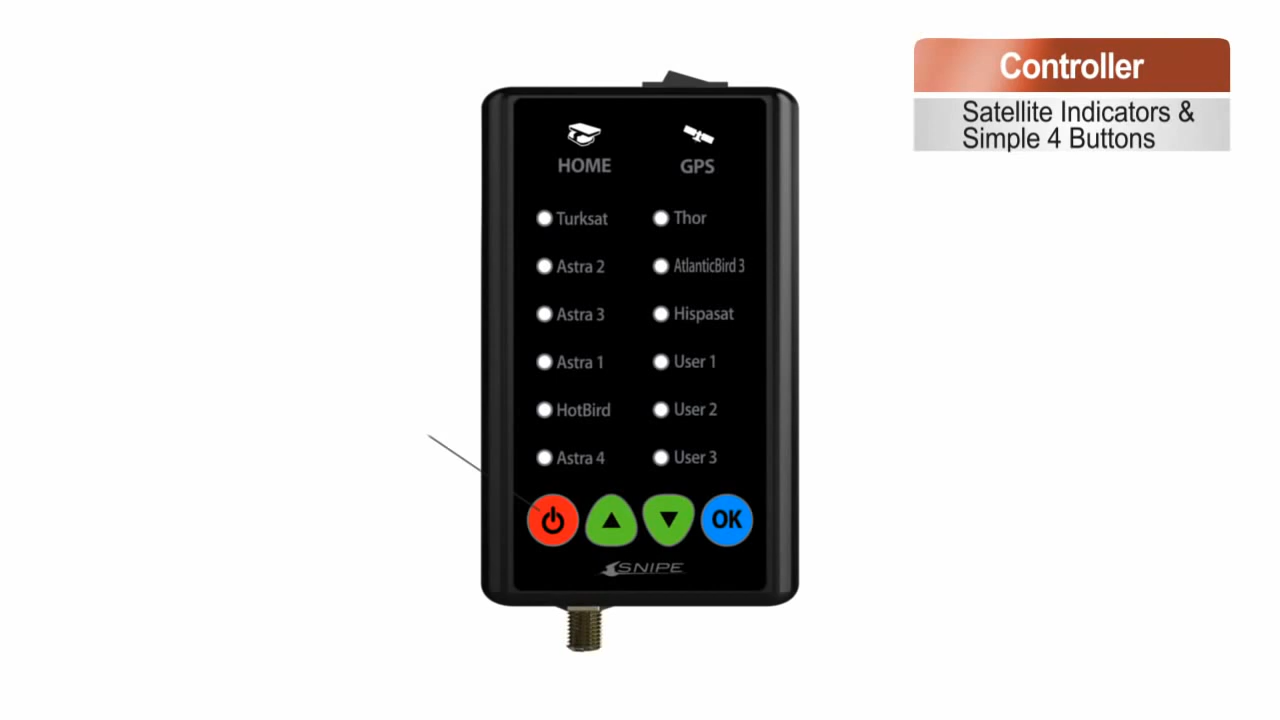 Controller
Satellite Indicators &
Simple 4 Buttons
HOME GPS
Turksat Thor
Astra 2 AtlanticBird 3
Astra 3 Hispasat
Astra 1 User 1
HotBird User 2
Astra 4 User 3
OK
SNIPE